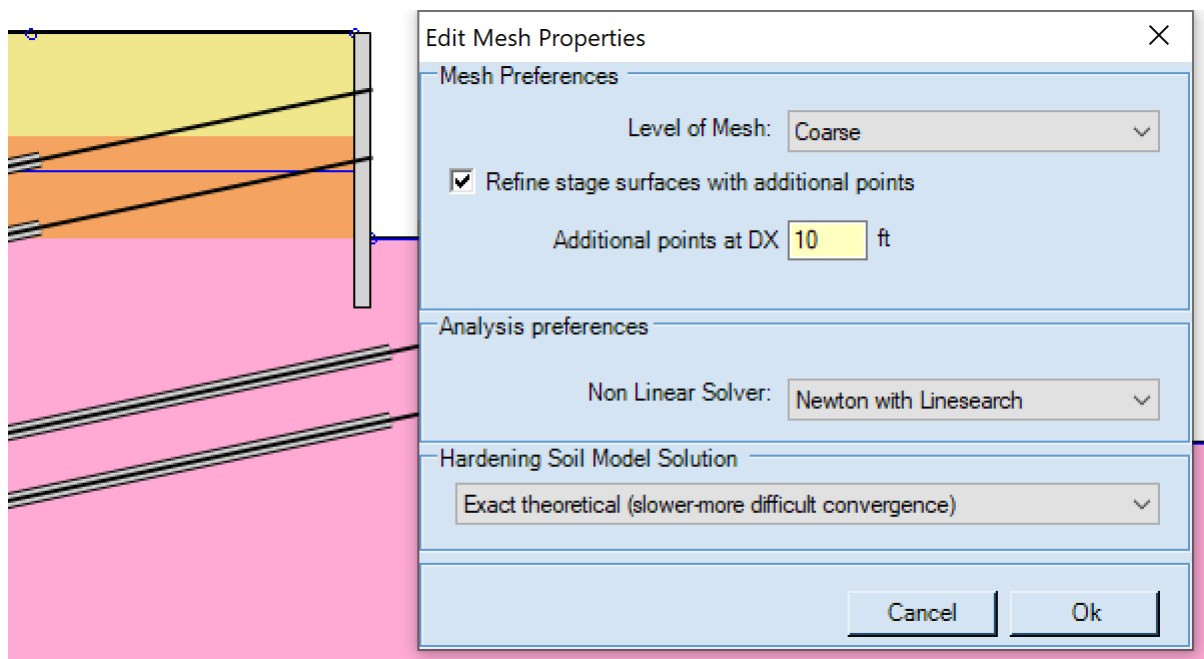 Edit Mesh Properties
Mesh Preferences
Level of Mesh: Coarse
Refine stage surfaces with additional points
Additional points at DX 10 ft
Analysis preferences
Non Linear Solver: Newton with Linesearch
Hardening Soil Model Solution
Exact theoretical (slower-more difficult convergence)
Cancel Ok